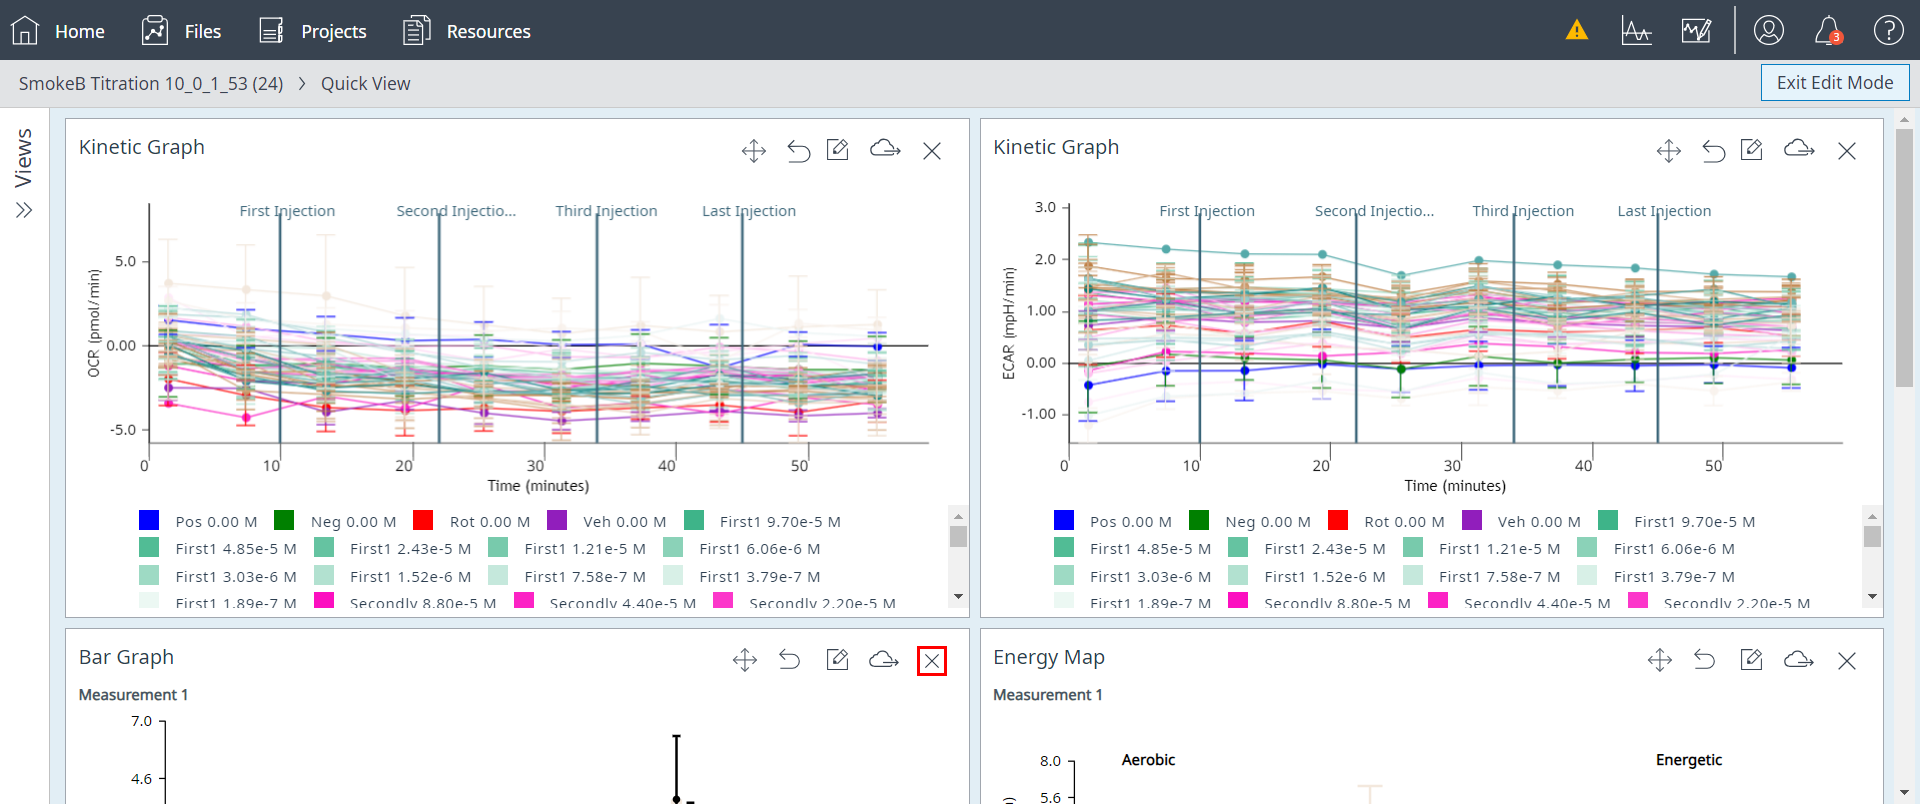 Home Files Projects Resources 3
SmokeB Titration 10_0_1_53 (24) Quick View Exit Edit Mode
Views
Kinetic Graph
First Injection Second Injectio... Third Injection Last Injection
OCR (pmol/min)
5.0
0.00
-5.0
0 10 20 30 40 50
Time (minutes)
Pos 0.00 M Neg 0.00 M Rot 0.00 M Veh 0.00 M First1 9.70e-5 M
First1 4.85e-5 M First1 2.43e-5 M First1 1.21e-5 M First1 6.06e-6 M
First1 3.03e-6 M First1 1.52e-6 M First1 7.58e-7 M First1 3.79e-7 M
First1 1.89e-7 M Secondly 8.80e-5 M Secondly 4.40e-5 M Secondly 2.20e-5 M
Kinetic Graph
First Injection Second Injectio... Third Injection Last Injection
ECAR (mpH/min)
3.0
2.0
1.00
0.00
-1.00
0 10 20 30 40 50
Time (minutes)
Pos 0.00 M Neg 0.00 M Rot 0.00 M Veh 0.00 M First1 9.70e-5 M
First1 4.85e-5 M First1 2.43e-5 M First1 1.21e-5 M First1 6.06e-6 M
First1 3.03e-6 M First1 1.52e-6 M First1 7.58e-7 M First1 3.79e-7 M
First1 1.89e-7 M Secondly 8.80e-5 M Secondly 4.40e-5 M Secondly 2.20e-5 M
Bar Graph
Measurement 1
7.0
4.6
Energy Map
Measurement 1
Aerobic Energetic
8.0
5.6